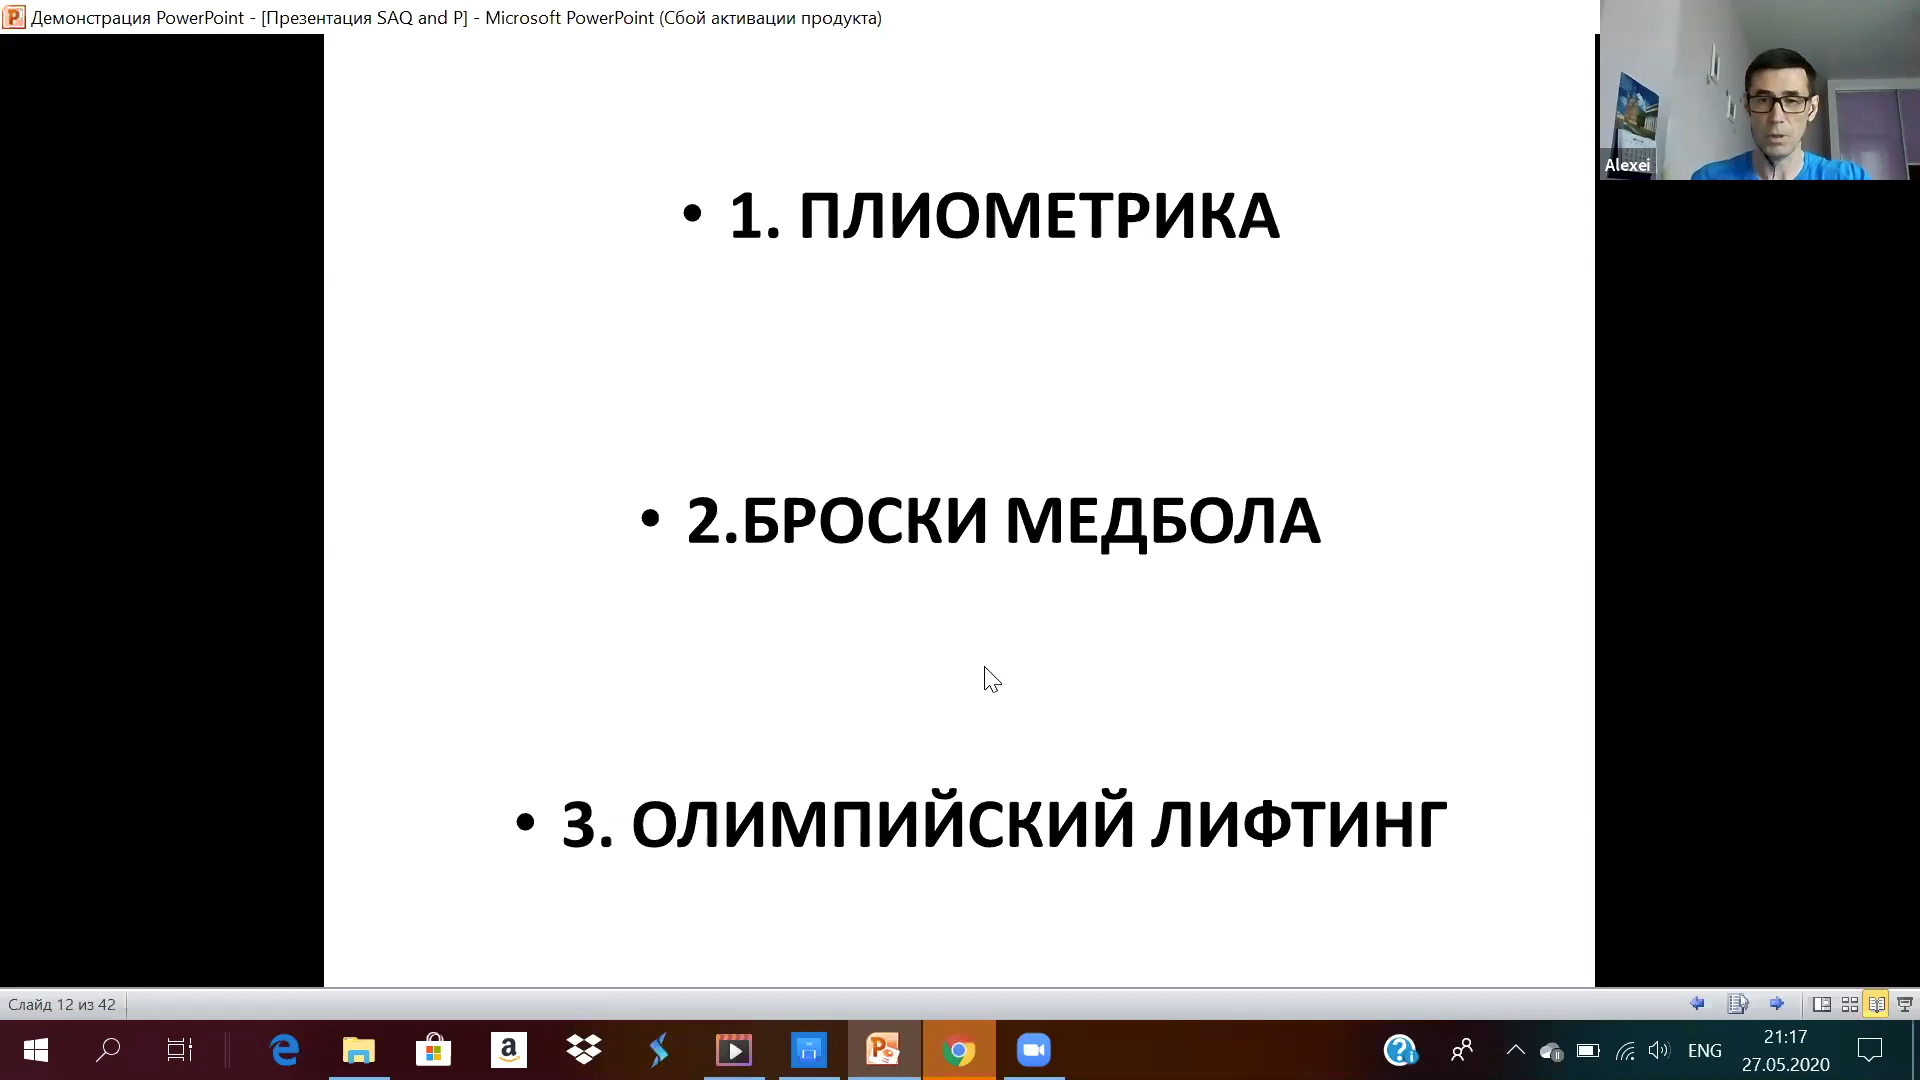 Демонстрация PowerPoint - [Презентация SAQ and P] - Microsoft PowerPoint (Сбой активации продукта)
Alexei
• 1. ПЛИОМЕТРИКА
• 2.БРОСКИ МЕДБОЛА
• 3. ОЛИМПИЙСКИЙ ЛИФТИНГ
Слайд 12 из 42
ENG
21:17
27.05.2020